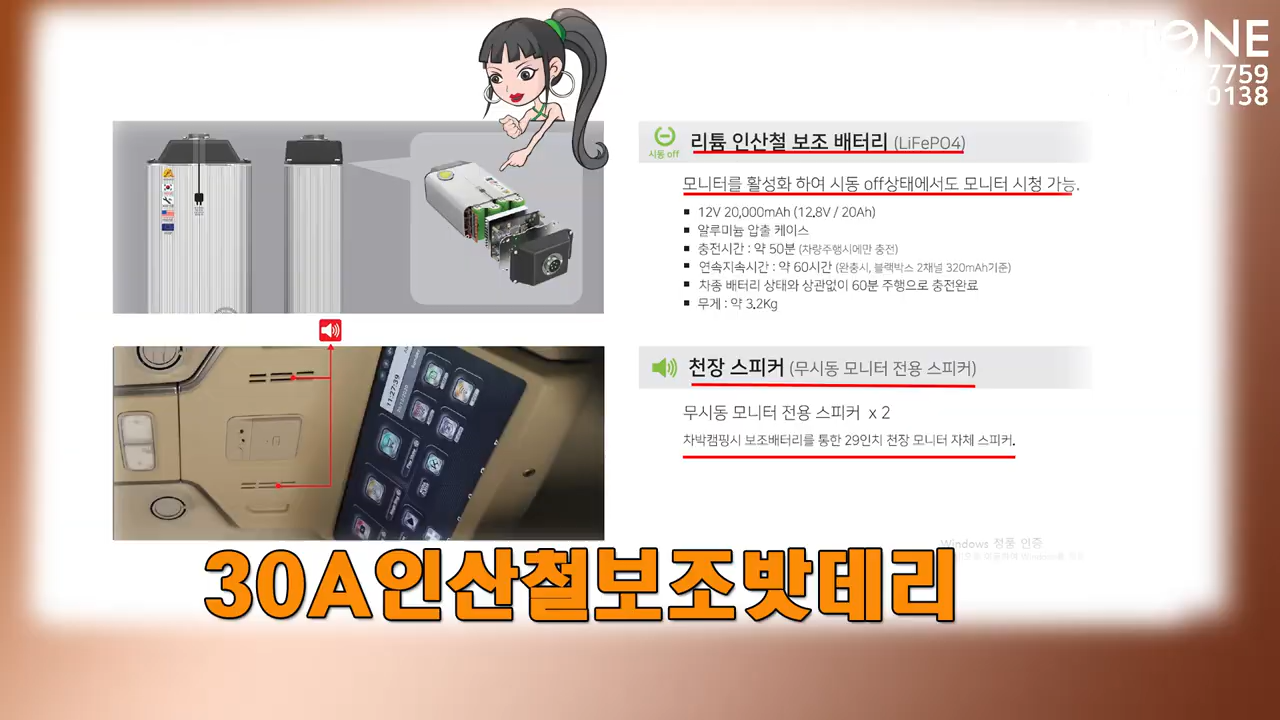 ONE
7759
0138
리튬 인산철 보조 배터리 (LiFePO4)
시동 off
모니터를 활성화 하여 시동 off상태에서도 모니터 시청 가능.
▪ 12V 20,000mAh (12.8V / 20Ah)
▪ 알루미늄 압출 케이스
▪ 충전시간 : 약 50분 (차량주행시에만 충전)
▪ 연속지속시간 : 약 60시간 (완충시, 블랙박스 2채널 320mAh기준)
▪ 차종 배터리 상태와 상관없이 60분 주행으로 충전완료
▪ 무게 : 약 3.2Kg
11:27:39
천장 스피커 (무시동 모니터 전용 스피커)
무시동 모니터 전용 스피커 x 2
차박캠핑시 보조배터리를 통한 29인치 천장 모니터 자체 스피커.
Windows 정품 인증
30A인산철보조밧데리